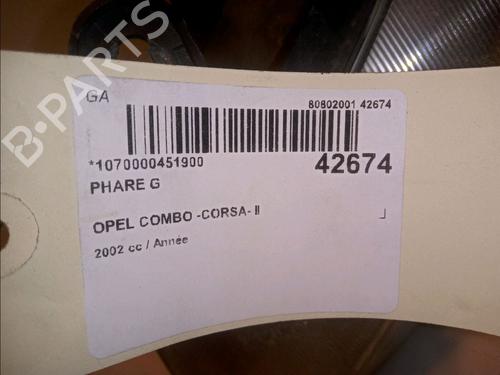 GA
80802001 42674
*1070000451900
42674
PHARE G
OPEL COMBO -CORSA- II
2002 cc / Année
B-PARTS